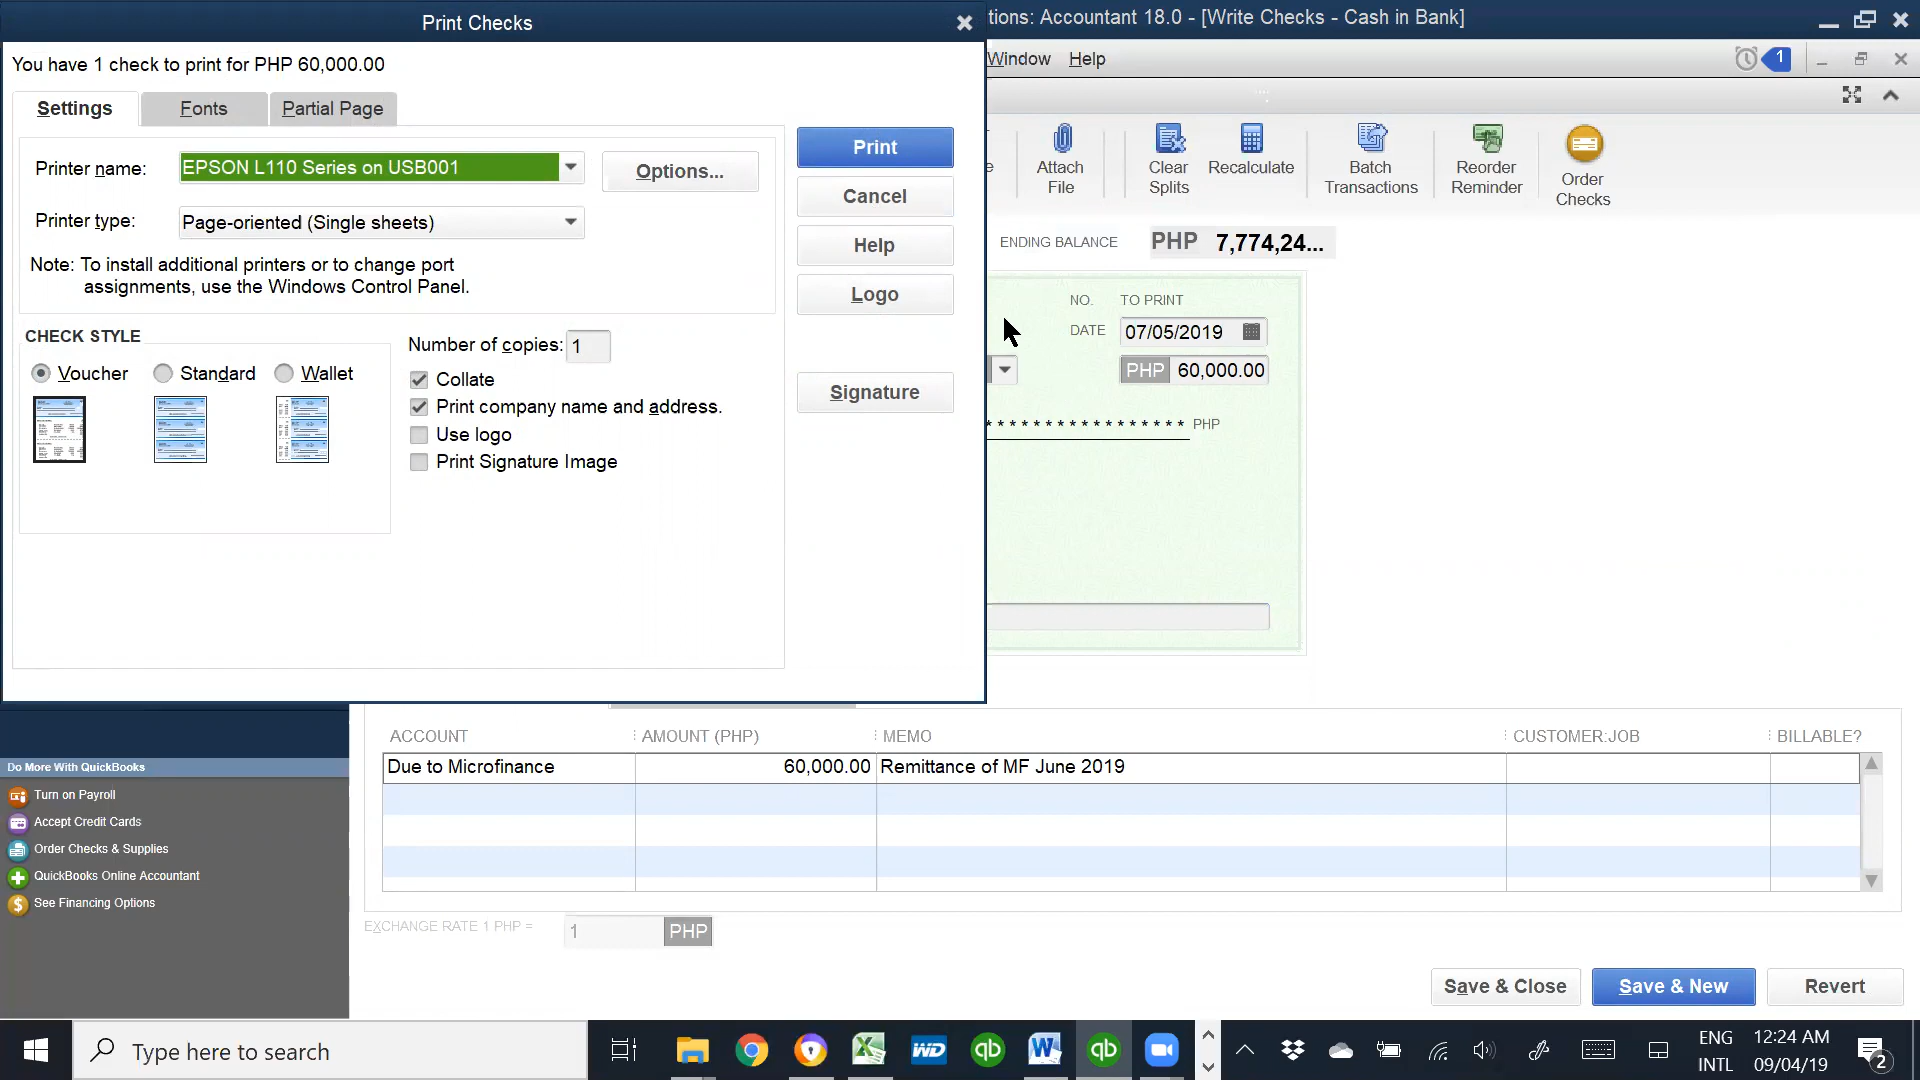 Print Checks
tions: Accountant 18.0 - [Write Checks - Cash in Bank]
Window Help
1
You have 1 check to print for PHP 60,000.00
Settings
Fonts
Partial Page
Printer name:
EPSON L110 Series on USB001
Options...
Printer type:
Page-oriented (Single sheets)
Note: To install additional printers or to change port
assignments, use the Windows Control Panel.
Print
Cancel
Help
Logo
Signature
CHECK STYLE
Voucher
Standard
Wallet
Number of copies: 1
Collate
Print company name and address.
Use logo
Print Signature Image
e
Attach
File
Clear
Splits
Recalculate
Batch
Transactions
Reorder
Reminder
Order
Checks
ENDING BALANCE PHP 7,774,24...
NO. TO PRINT
DATE 07/05/2019
PHP 60,000.00
* * * * * * * * * * * * * * * * * PHP
ACCOUNT AMOUNT (PHP) MEMO CUSTOMER:JOB BILLABLE?
Due to Microfinance 60,000.00 Remittance of MF June 2019
EXCHANGE RATE 1 PHP = 1 PHP
Save & Close
Save & New
Revert
Do More With QuickBooks
Turn on Payroll
Accept Credit Cards
Order Checks & Supplies
QuickBooks Online Accountant
$ See Financing Options
Type here to search
WD
qb
W
qb
ENG
INTL
12:24 AM
09/04/19
2